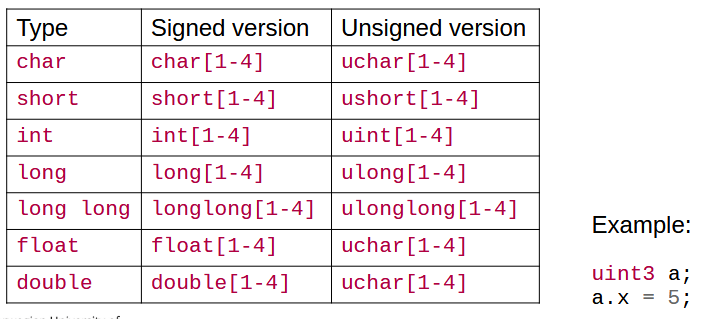 Type Signed version Unsigned version
char char[1-4] uchar[1-4]
short short[1-4] ushort[1-4]
int int[1-4] uint[1-4]
long long[1-4] ulong[1-4]
long long longlong[1-4] ulonglong[1-4]
float float[1-4] uchar[1-4]
double double[1-4] uchar[1-4]
Example:
uint3 a;
a.x = 5;